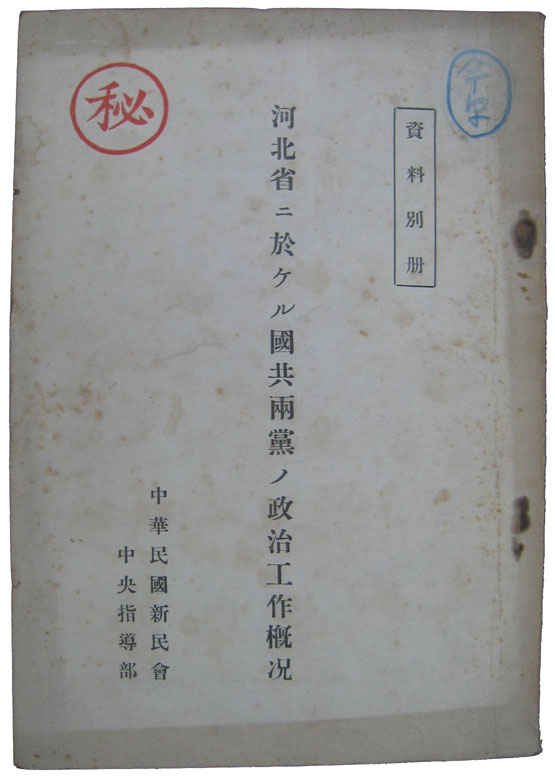 資料別冊
河北省ニ於ケル國共兩黨ノ政治工作概況
中華民國新民會
中央指導部
秘